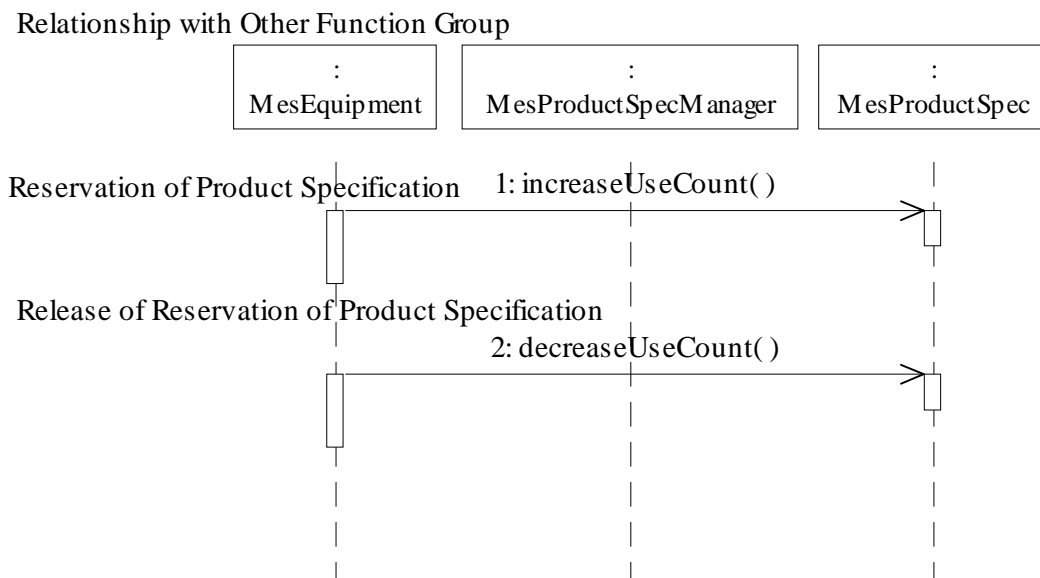 Relationship with Other Function Group
:
MesEquipment
:
MesProductSpecManager
:
MesProductSpec
Reservation of Product Specification
1: increaseUseCount( )
Release of Reservation of Product Specification
2: decreaseUseCount( )